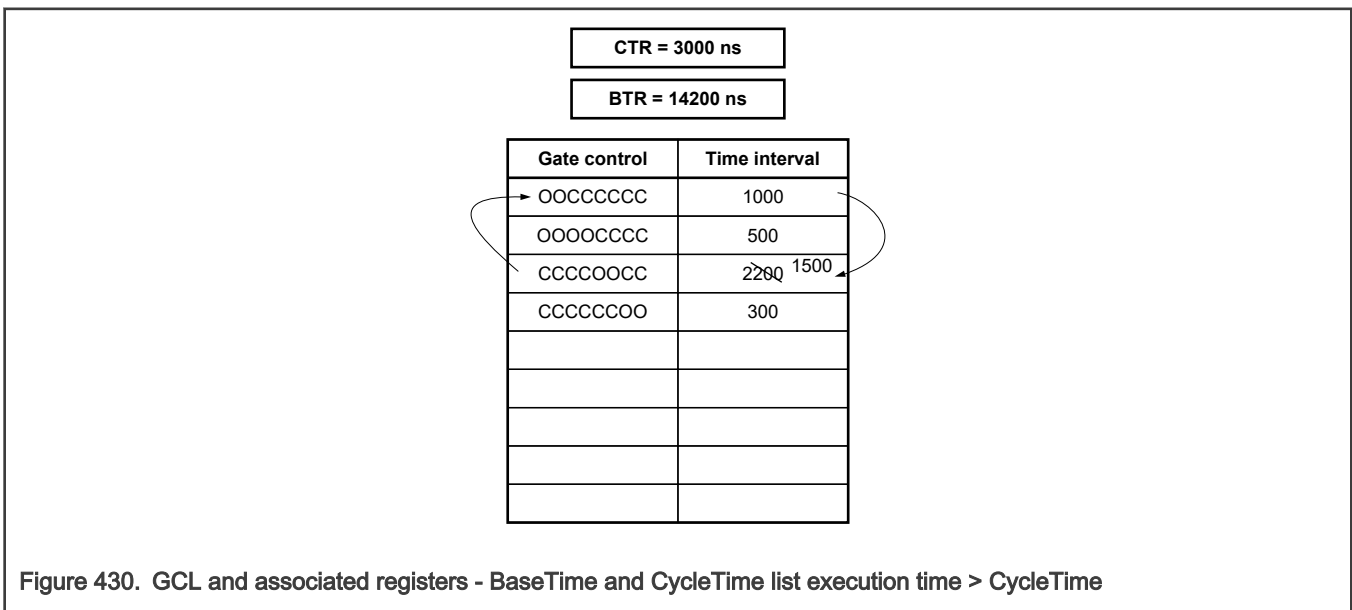 CTR = 3000 ns
BTR = 14200 ns
Gate control Time interval
OOCCCCCC 1000
OOOOCCCC 500
CCCCOOCC 2200 1500
CCCCCCOO 300
Figure 430. GCL and associated registers - BaseTime and CycleTime list execution time > CycleTime